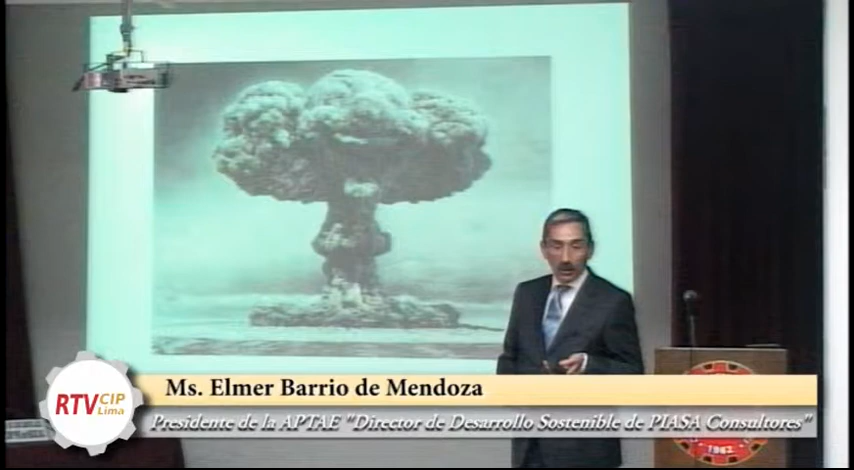 Ms. Elmer Barrio de Mendoza
Presidente de la APTAE "Director de Desarrollo Sostenible de PIASA Consultores"
RTV CIP
Lima
1962